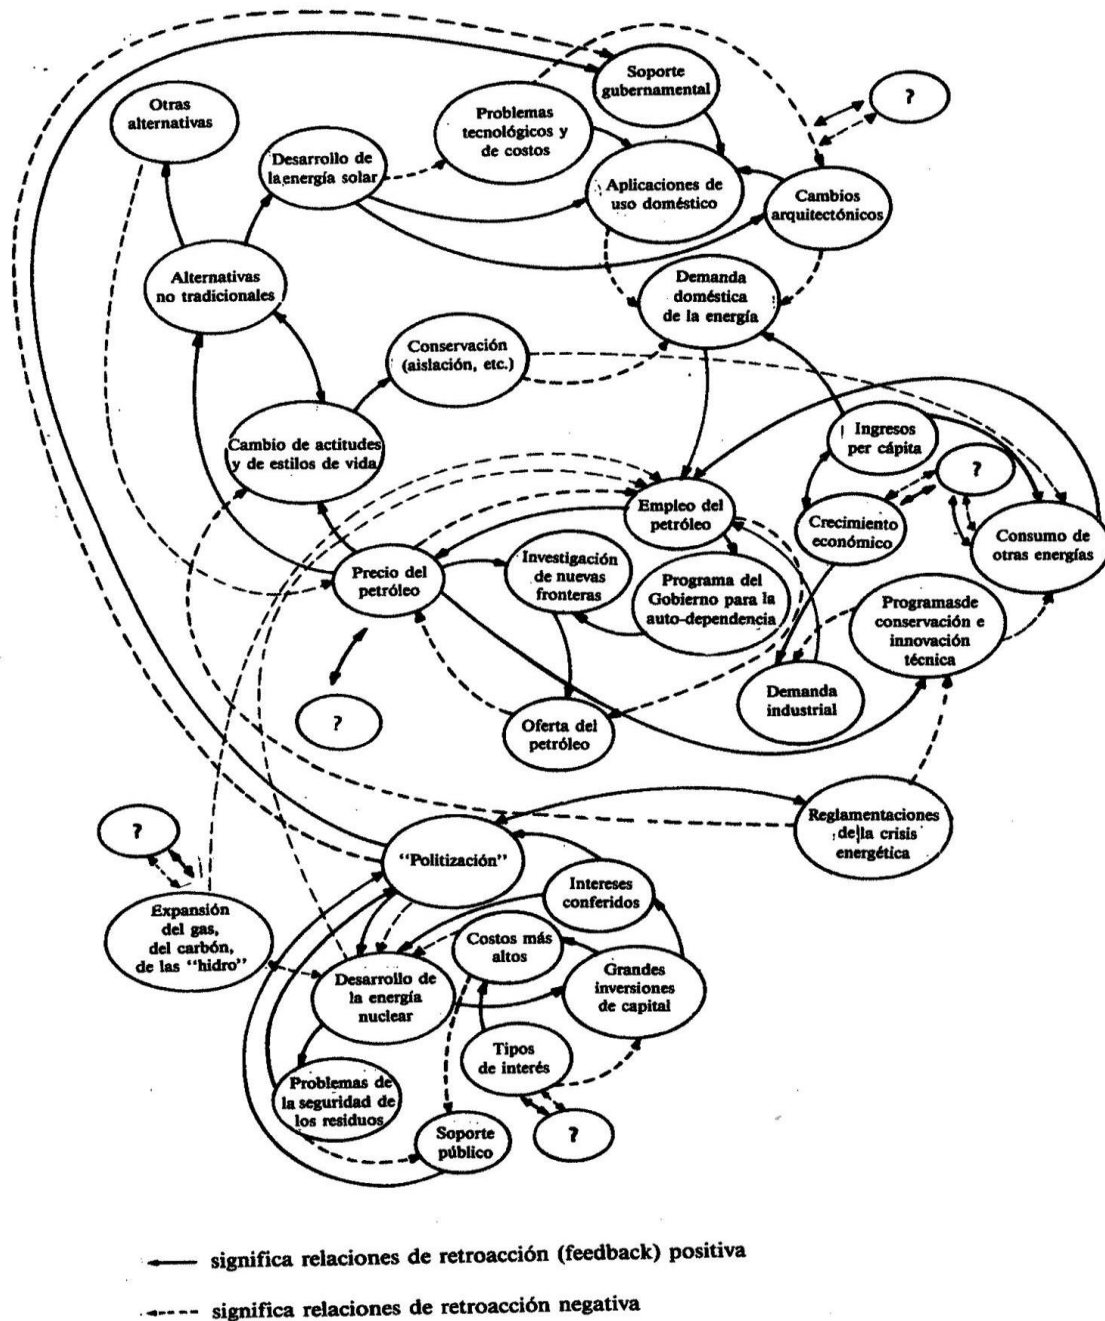 Soporte
gubernamental
?
Otras
alternativas
Problemas
tecnológicos y
de costos
Desarrollo de
la energía solar
Aplicaciones de
uso doméstico
Cambios
arquitectónicos
Alternativas
no tradicionales
Demanda
doméstica
de la energía
Conservación
(aislación, etc.)
Cambio de actitudes
y de estilos de vida
Ingresos
per cápita
?
Empleo del
petróleo
Crecimiento
económico
Consumo de
otras energías
Precio del
petróleo
Investigación
de nuevas
fronteras
Programa del
Gobierno para la
auto-dependencia
Programasde
conservación e
innovación
técnica
?
Oferta del
petróleo
Demanda
industrial
Reglamentaciones
de la crisis
energética
?
"Politización"
Intereses
conferidos
Expansión
del gas,
del carbón,
de las "hidro"
Costos más
altos
Desarrollo de
la energía
nuclear
Grandes
inversiones
de capital
Tipos
de interés
Problemas de
la seguridad de
los residuos
Soporte
público
?
significa relaciones de retroacción (feedback) positiva
significa relaciones de retroacción negativa